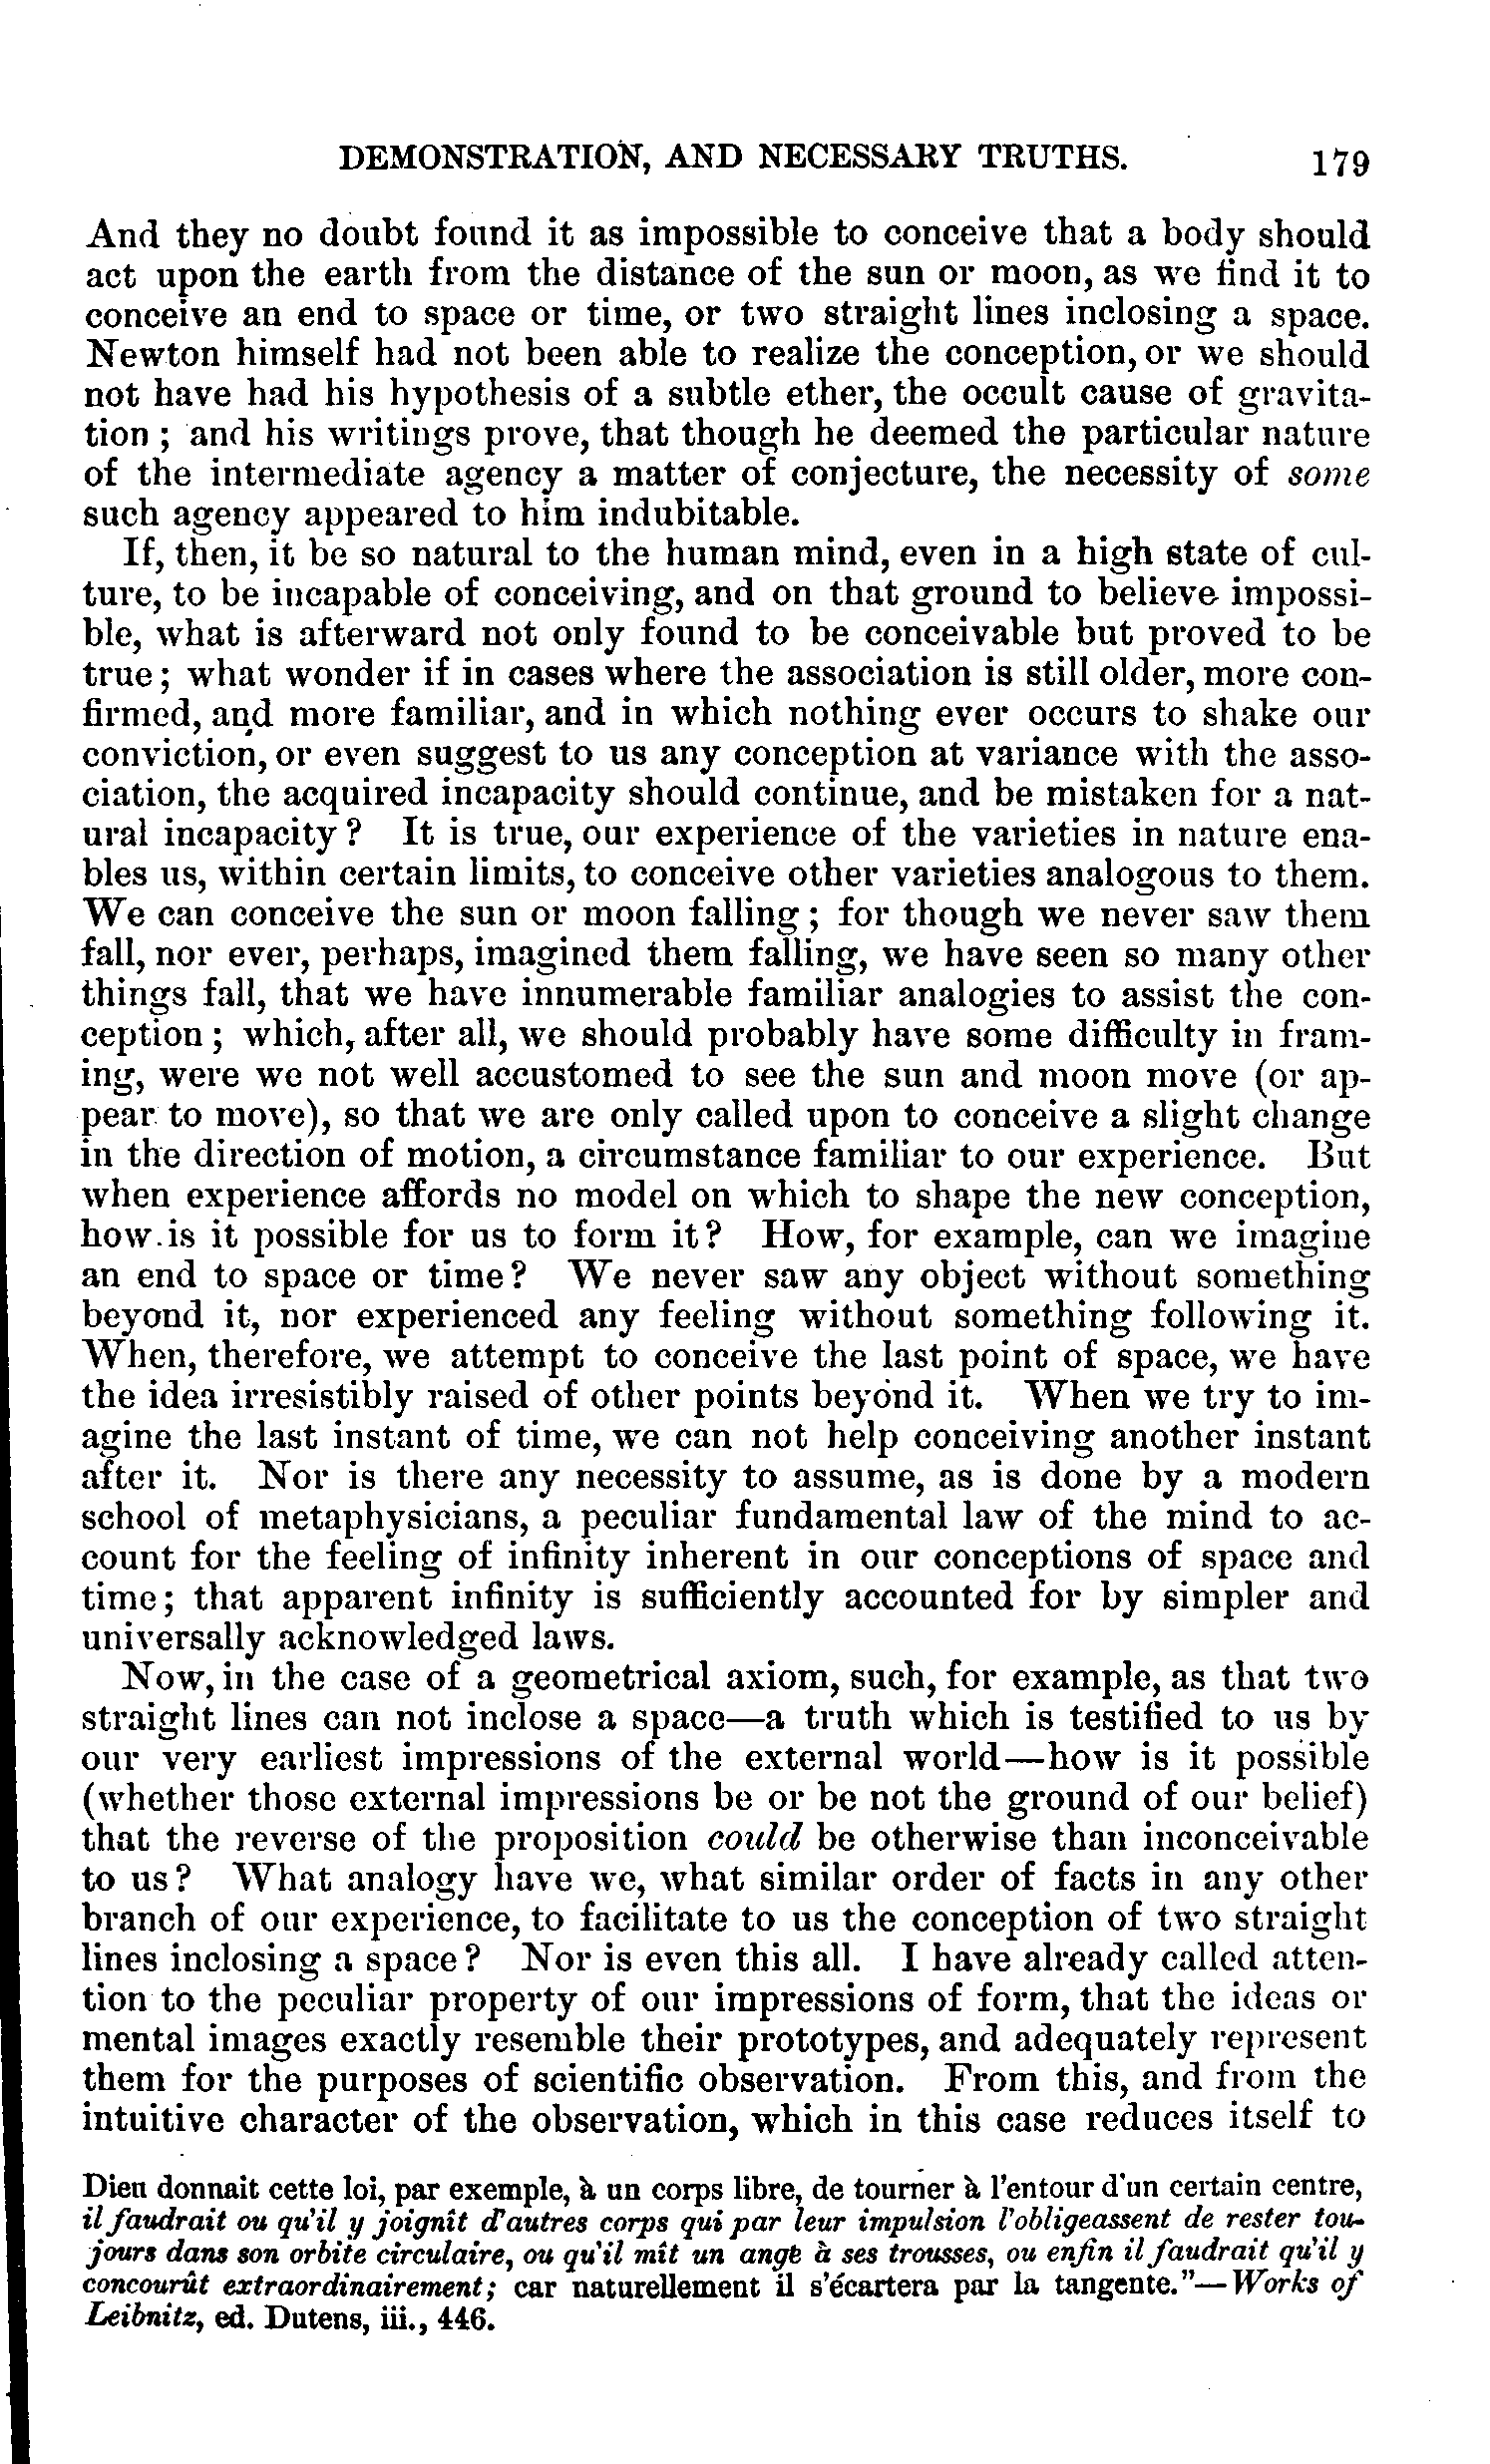 DEMONSTRATION, AND NECESSARY TRUTHS. 179
And they no doubt found it as impossible to conceive that a body should
act upon the earth from the distance of the sun or moon, as we find it to
conceive an end to space or time, or two straight lines inclosing a space.
Newton himself had not been able to realize the conception, or we should
not have had his hypothesis of a subtle ether, the occult cause of gravita-
tion ; and his writings prove, that though he deemed the particular nature
of the intermediate agency a matter of conjecture, the necessity of some
such agency appeared to him indubitable.
If, then, it be so natural to the human mind, even in a high state of cul-
ture, to be incapable of conceiving, and on that ground to believe impossi-
ble, what is afterward not only found to be conceivable but proved to be
true; what wonder if in cases where the association is still older, more con-
firmed, and more familiar, and in which nothing ever occurs to shake our
conviction, or even suggest to us any conception at variance with the asso-
ciation, the acquired incapacity should continue, and be mistaken for a nat-
ural incapacity ? It is true, our experience of the varieties in nature ena-
bles us, within certain limits, to conceive other varieties analogous to them.
We can conceive the sun or moon falling ; for though we never saw them
fall, nor ever, perhaps, imagined them falling, we have seen so many other
things fall, that we have innumerable familiar analogies to assist the con-
ception ; which, after all, we should probably have some difficulty in fram-
ing, were we not well accustomed to see the sun and moon move (or ap-
pear to move), so that we are only called upon to conceive a slight change
in the direction of motion, a circumstance familiar to our experience. But
when experience affords no model on which to shape the new conception,
how is it possible for us to form it? How, for example, can we imagine
an end to space or time? We never saw any object without something
beyond it, nor experienced any feeling without something following it.
When, therefore, we attempt to conceive the last point of space, we have
the idea irresistibly raised of other points beyond it. When we try to im-
agine the last instant of time, we can not help conceiving another instant
after it. Nor is there any necessity to assume, as is done by a modern
school of metaphysicians, a peculiar fundamental law of the mind to ac-
count for the feeling of infinity inherent in our conceptions of space and
time; that apparent infinity is sufficiently accounted for by simpler and
universally acknowledged laws.
Now, in the case of a geometrical axiom, such, for example, as that two
straight lines can not inclose a space—a truth which is testified to us by
our very earliest impressions of the external world—how is it possible
(whether those external impressions be or be not the ground of our belief)
that the reverse of the proposition could be otherwise than inconceivable
to us? What analogy have we, what similar order of facts in any other
branch of our experience, to facilitate to us the conception of two straight
lines inclosing a space? Nor is even this all. I have already called atten-
tion to the peculiar property of our impressions of form, that the ideas or
mental images exactly resemble their prototypes, and adequately represent
them for the purposes of scientific observation. From this, and from the
intuitive character of the observation, which in this case reduces itself to
Dieu donnait cette loi, par exemple, à un corps libre, de tourner à l'entour d'un certain centre,
il faudrait ou qu'il y joignît d'autres corps qui par leur impulsion l'obligeassent de rester tou-
jours dans son orbite circulaire, ou qu'il mît un ange à ses trousses, ou enfin il faudrait qu'il y
concourût extraordinairement; car naturellement il s'écartera par la tangente."—Works of
Leibnitz, ed. Dutens, iii., 446.